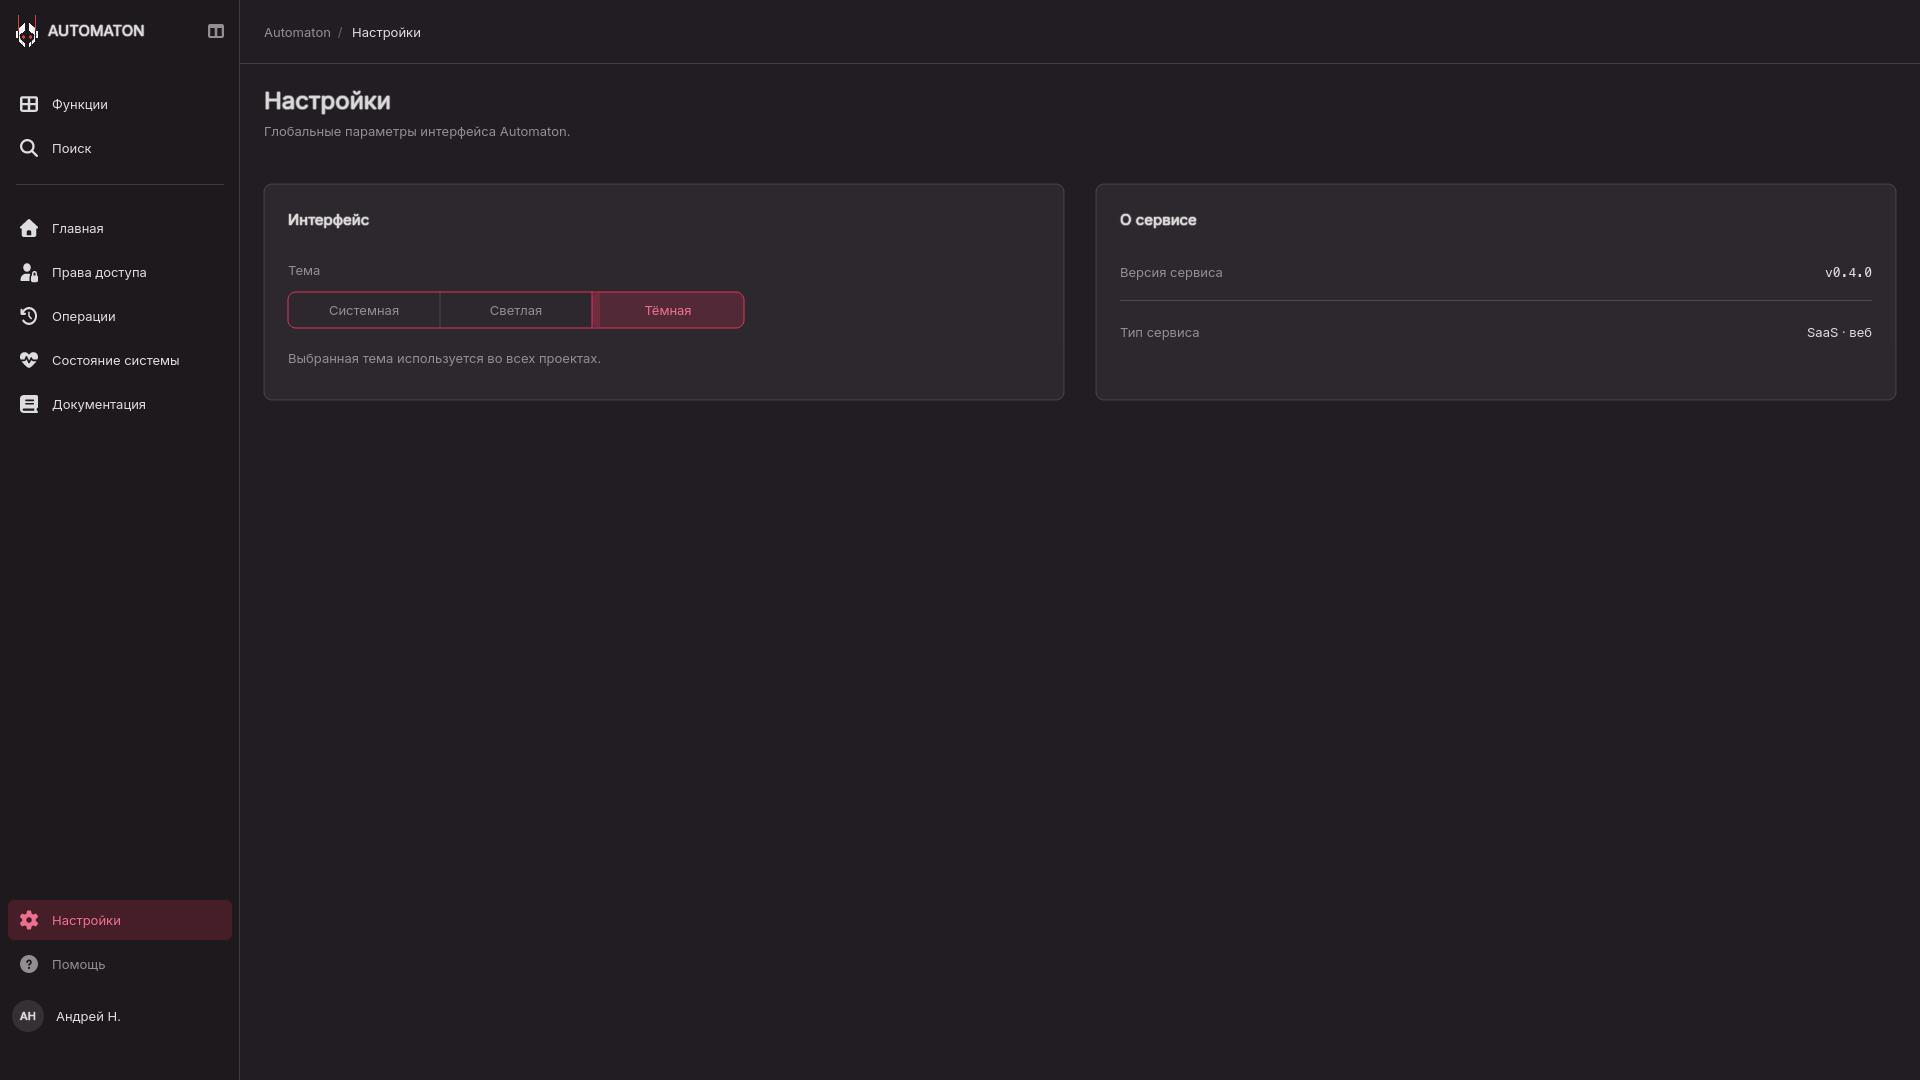 AUTOMATON
Функции
Поиск
Главная
Права доступа
Операции
Состояние системы
Документация
Настройки
Помощь
АН
Андрей Н.
Automaton / Настройки
Настройки
Глобальные параметры интерфейса Automaton.
Интерфейс
Тема
Системная
Светлая
Тёмная
Выбранная тема используется во всех проектах.
О сервисе
Версия сервиса
v0.4.0
Тип сервиса
SaaS · веб